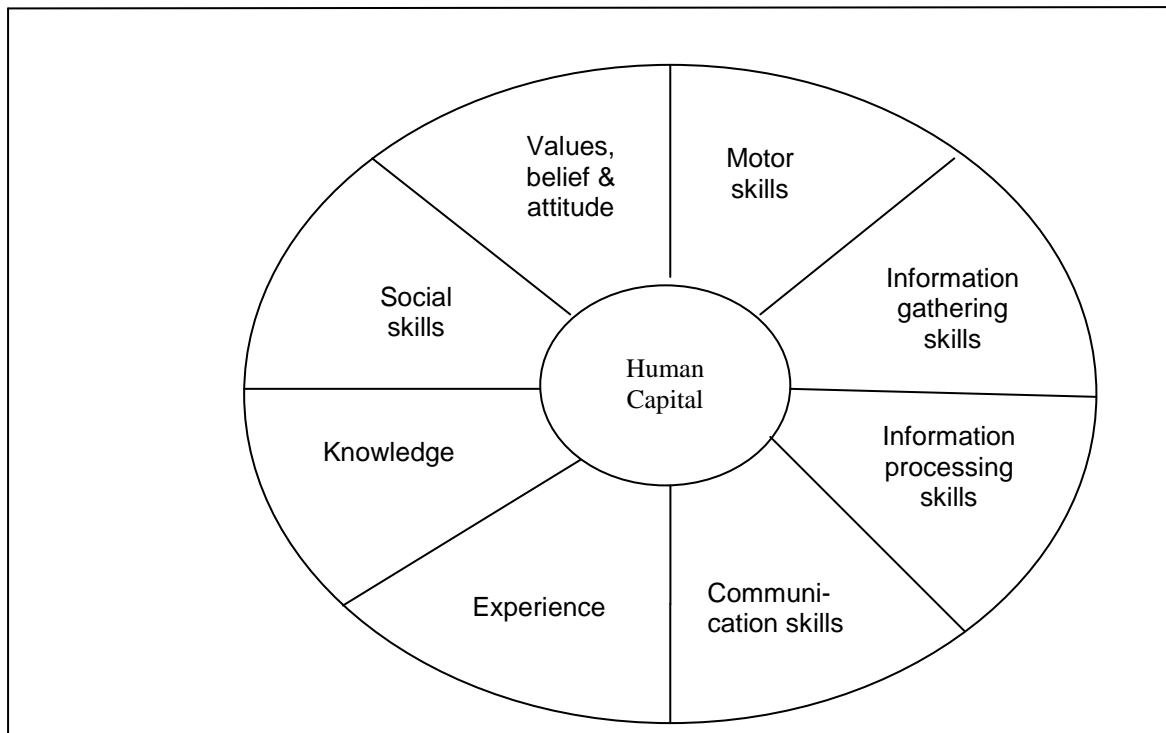 Values,
belief &
attitude
Motor
skills
Information
gathering
skills
Social
skills
Human
Capital
Knowledge
Information
processing
skills
Experience
Communi-
cation skills